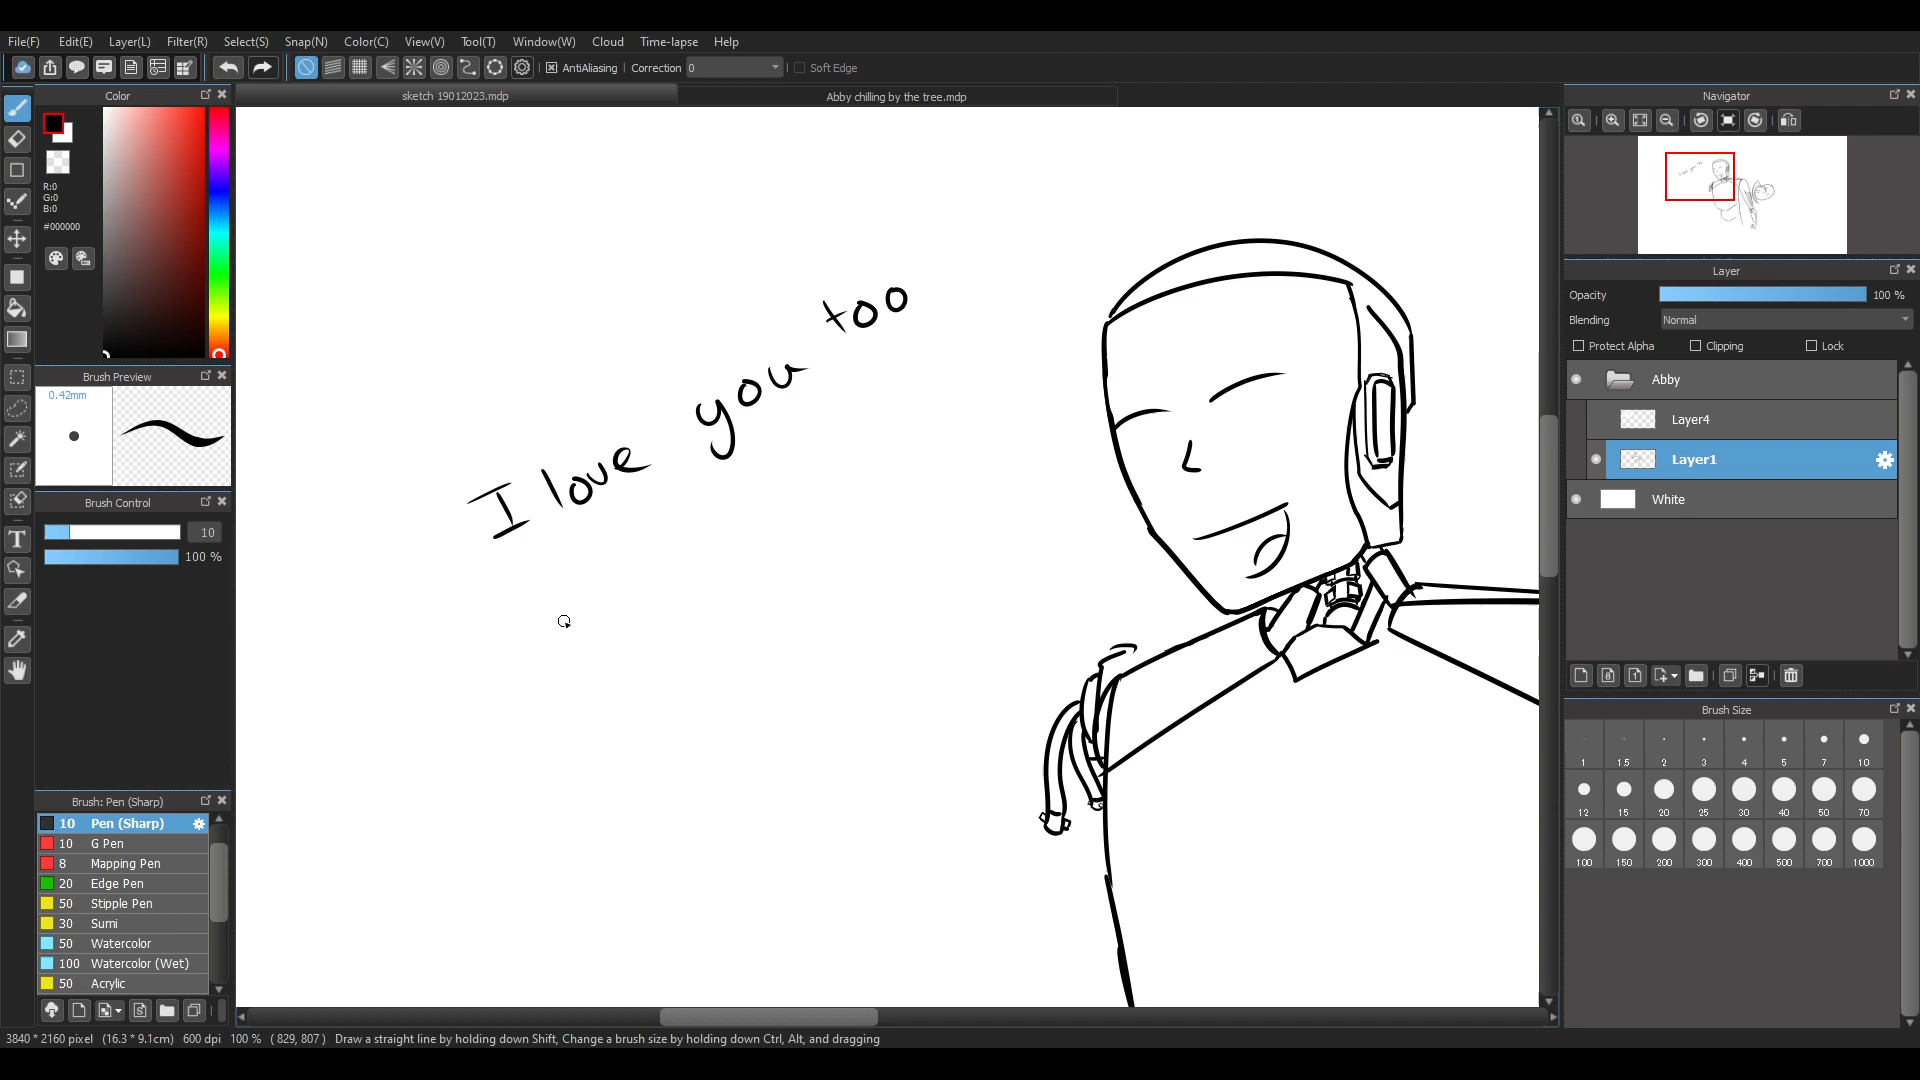 File(F) Edit(E) Layer(L) Filter(R) Select(S) Snap(N) Color(C) View(V) Tool(T) Window(W) Cloud Time-lapse Help
AntiAliasing Correction 0 Soft Edge
Color
R:0
G:0
B:0
#000000
Brush Preview
0.42mm
Brush Control
10
100 %
Brush: Pen (Sharp)
10 Pen (Sharp)
10 G Pen
8 Mapping Pen
20 Edge Pen
50 Stipple Pen
30 Sumi
50 Watercolor
100 Watercolor (Wet)
50 Acrylic
sketch 19012023.mdp Abby chilling by the tree.mdp
I love you too
Navigator
Layer
Opacity 100 %
Blending Normal
Protect Alpha Clipping Lock
Abby
Layer4
Layer1
White
Brush Size
1 1.5 2 3 4 5 7 10
12 15 20 25 30 40 50 70
100 150 200 300 400 500 700 1000
3840 * 2160 pixel (16.3 * 9.1cm) 600 dpi 100 % ( 829, 807 ) Draw a straight line by holding down Shift, Change a brush size by holding down Ctrl, Alt, and dragging